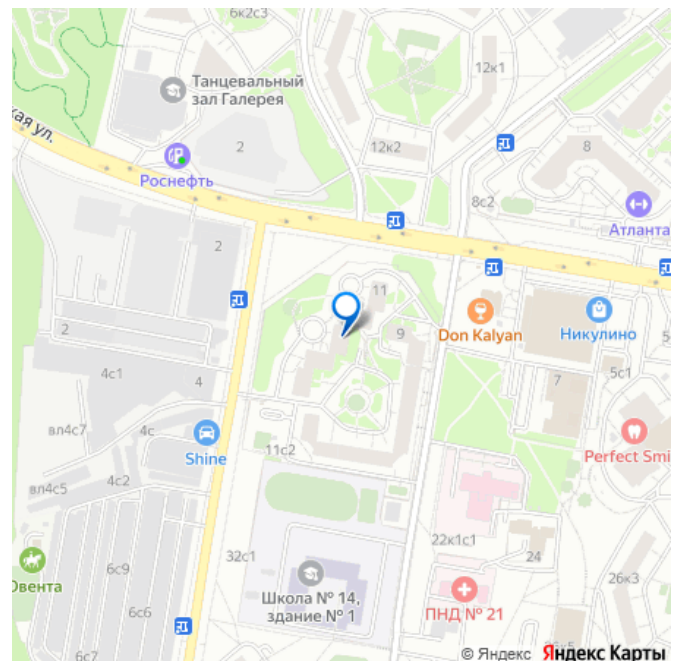 6к2с3
Танцевальный
зал Галерея
12к1
кая ул.
2
12к2
8
Роснефть
8с2
Атланта
2
11
9
Don Kalyan
Никулино
2
5
4с1
4
7
5с1
вл4с7
4с
11с2
Shine
Perfect Smi
4с2
вл4с5
22к1с1
24
32с1
6с9
Овента
26к3
Школа № 14,
здание № 1
ПНД № 21
6с6
6с7
© Яндекс Яндекс Карты